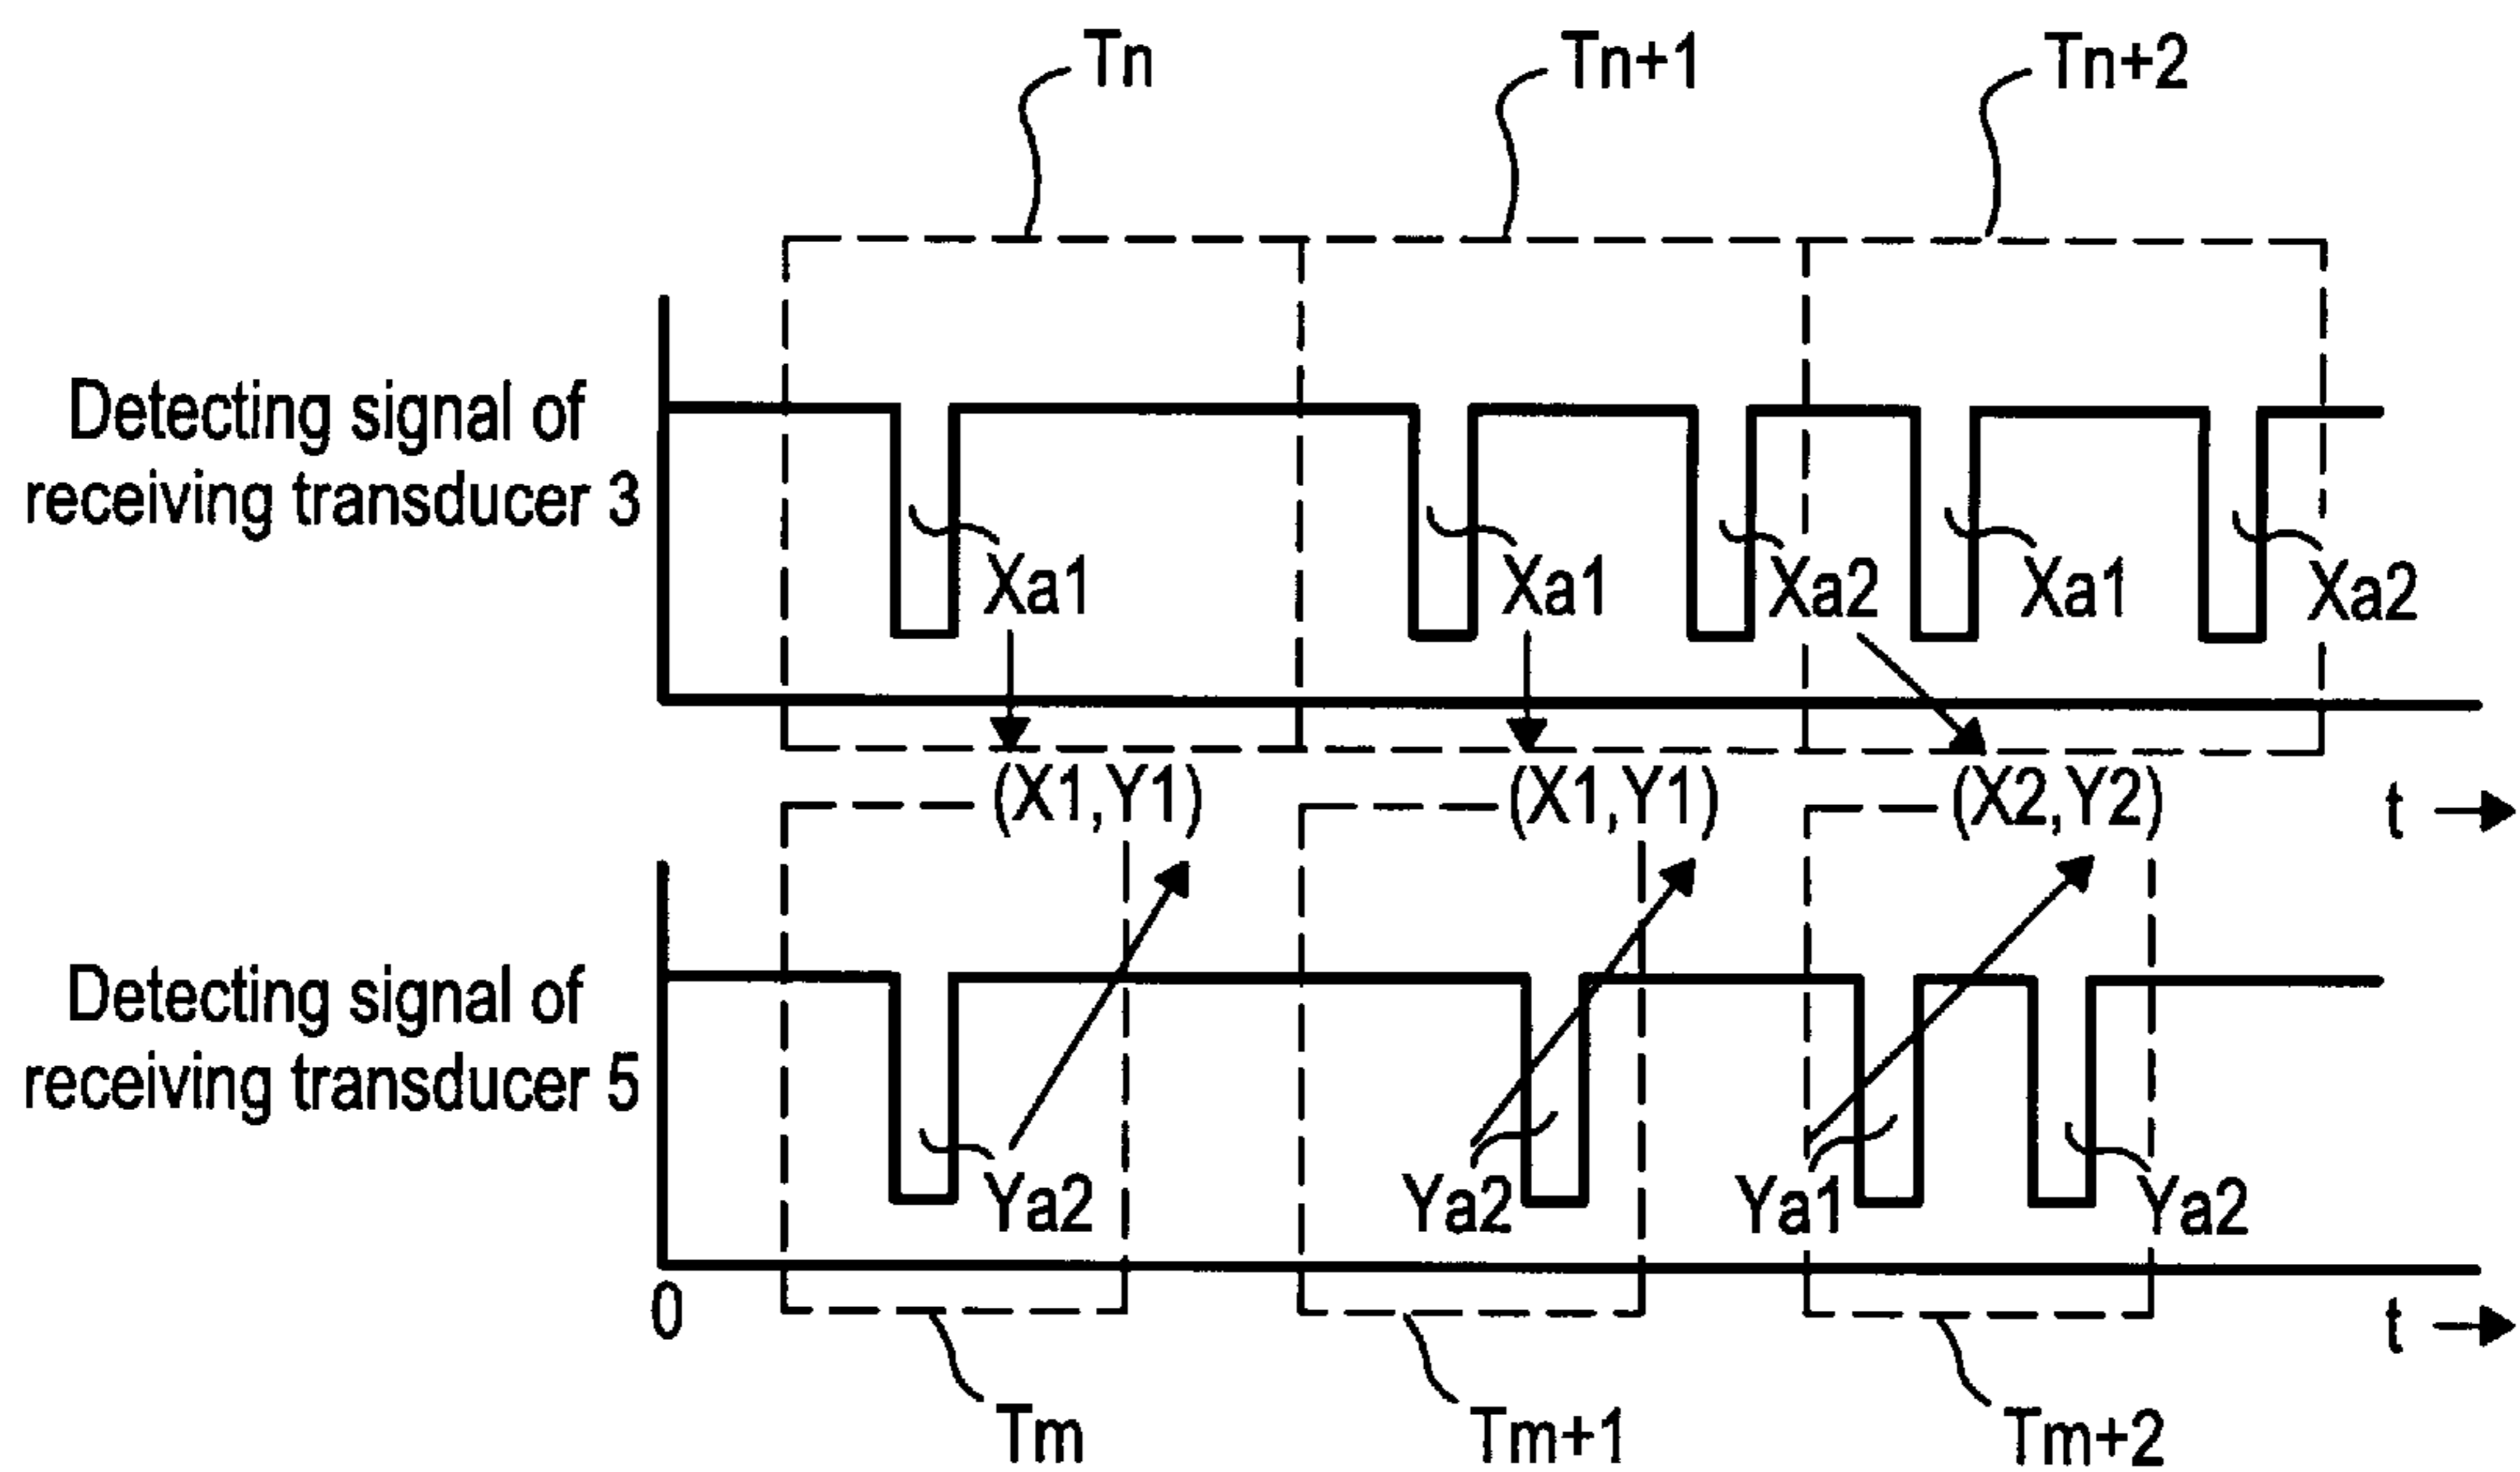 Tn
Tn+1
Tn+2
Detecting signal of
receiving transducer 3
Xa1
Xa1
Xa2
Xa1
Xa2
(X1,Y1)
(X1,Y1)
(X2,Y2)
t
Detecting signal of
receiving transducer 5
Ya2
Ya2
Ya1
Ya2
0
t
Tm
Tm+1
Tm+2